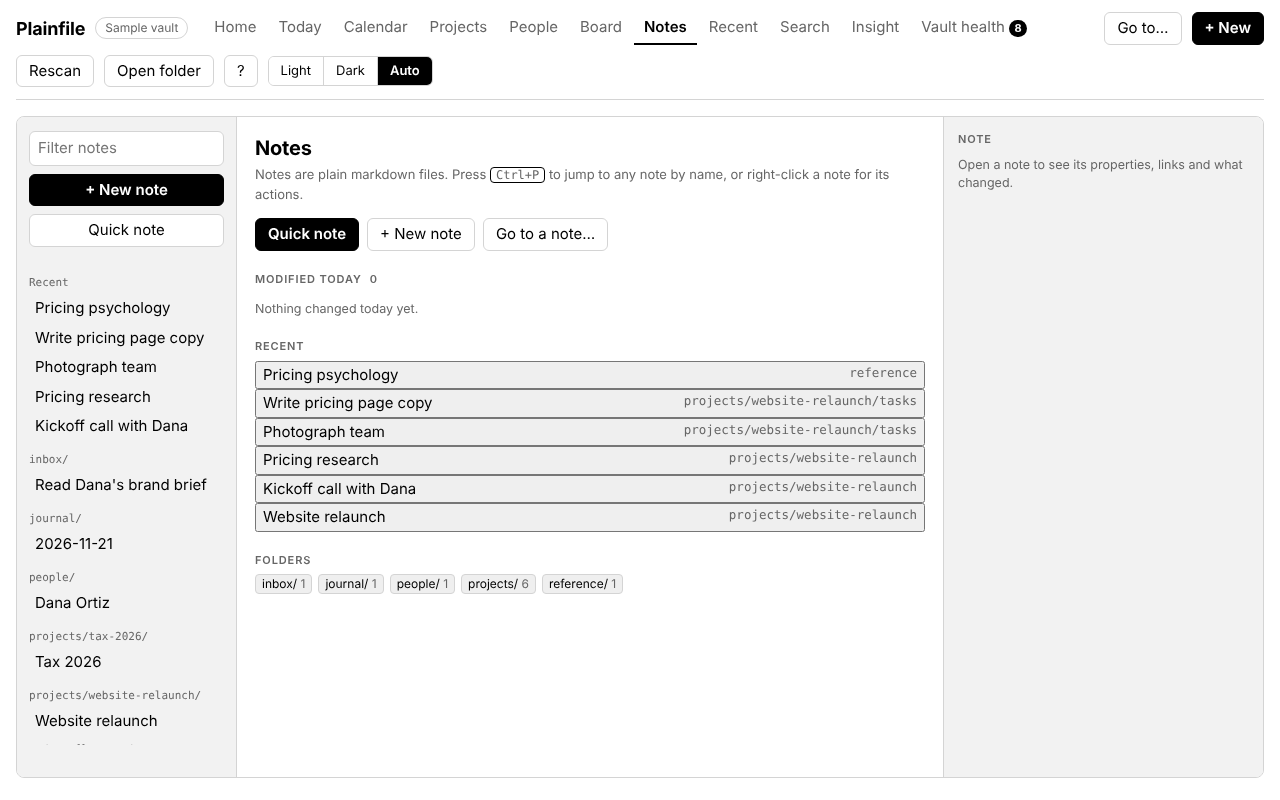 Plainfile Sample vault Home Today Calendar Projects People Board Notes Recent Search Insight Vault health 8 Go to... + New
Rescan Open folder ? Light Dark Auto
Filter notes
+ New note
Quick note
Recent
Pricing psychology
Write pricing page copy
Photograph team
Pricing research
Kickoff call with Dana
inbox/
Read Dana's brand brief
journal/
2026-11-21
people/
Dana Ortiz
projects/tax-2026/
Tax 2026
projects/website-relaunch/
Website relaunch
Notes
Notes are plain markdown files. Press Ctrl+P to jump to any note by name, or right-click a note for its
actions.
Quick note + New note Go to a note...
MODIFIED TODAY 0
Nothing changed today yet.
RECENT
Pricing psychology reference
Write pricing page copy projects/website-relaunch/tasks
Photograph team projects/website-relaunch/tasks
Pricing research projects/website-relaunch
Kickoff call with Dana projects/website-relaunch
Website relaunch projects/website-relaunch
FOLDERS
inbox/ 1 journal/ 1 people/ 1 projects/ 6 reference/ 1
NOTE
Open a note to see its properties, links and what
changed.